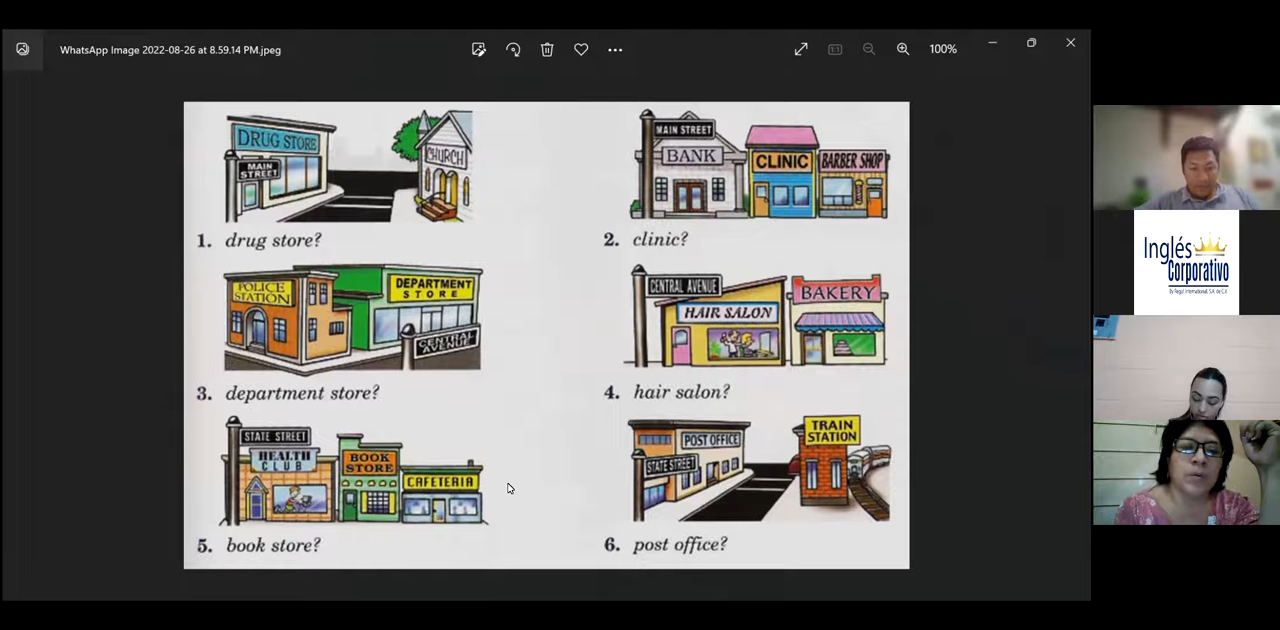 WhatsApp Image 2022-08-26 at 8.59.14 PM.jpeg
100%
DRUG STORE
MAIN
STREET
CHURCH
1. drug store?
MAIN STREET
BANK
CLINIC
BARBER SHOP
2. clinic?
POLICE
STATION
DEPARTMENT
STORE
CENTRAL
AVENUE
3. department store?
CENTRAL AVENUE
HAIR SALON
BAKERY
4. hair salon?
STATE STREET
HEALTH
CLUB
BOOK
STORE
CAFETERIA
5. book store?
POST OFFICE
STATE STREET
TRAIN
STATION
6. post office?
Inglés
Corporativo